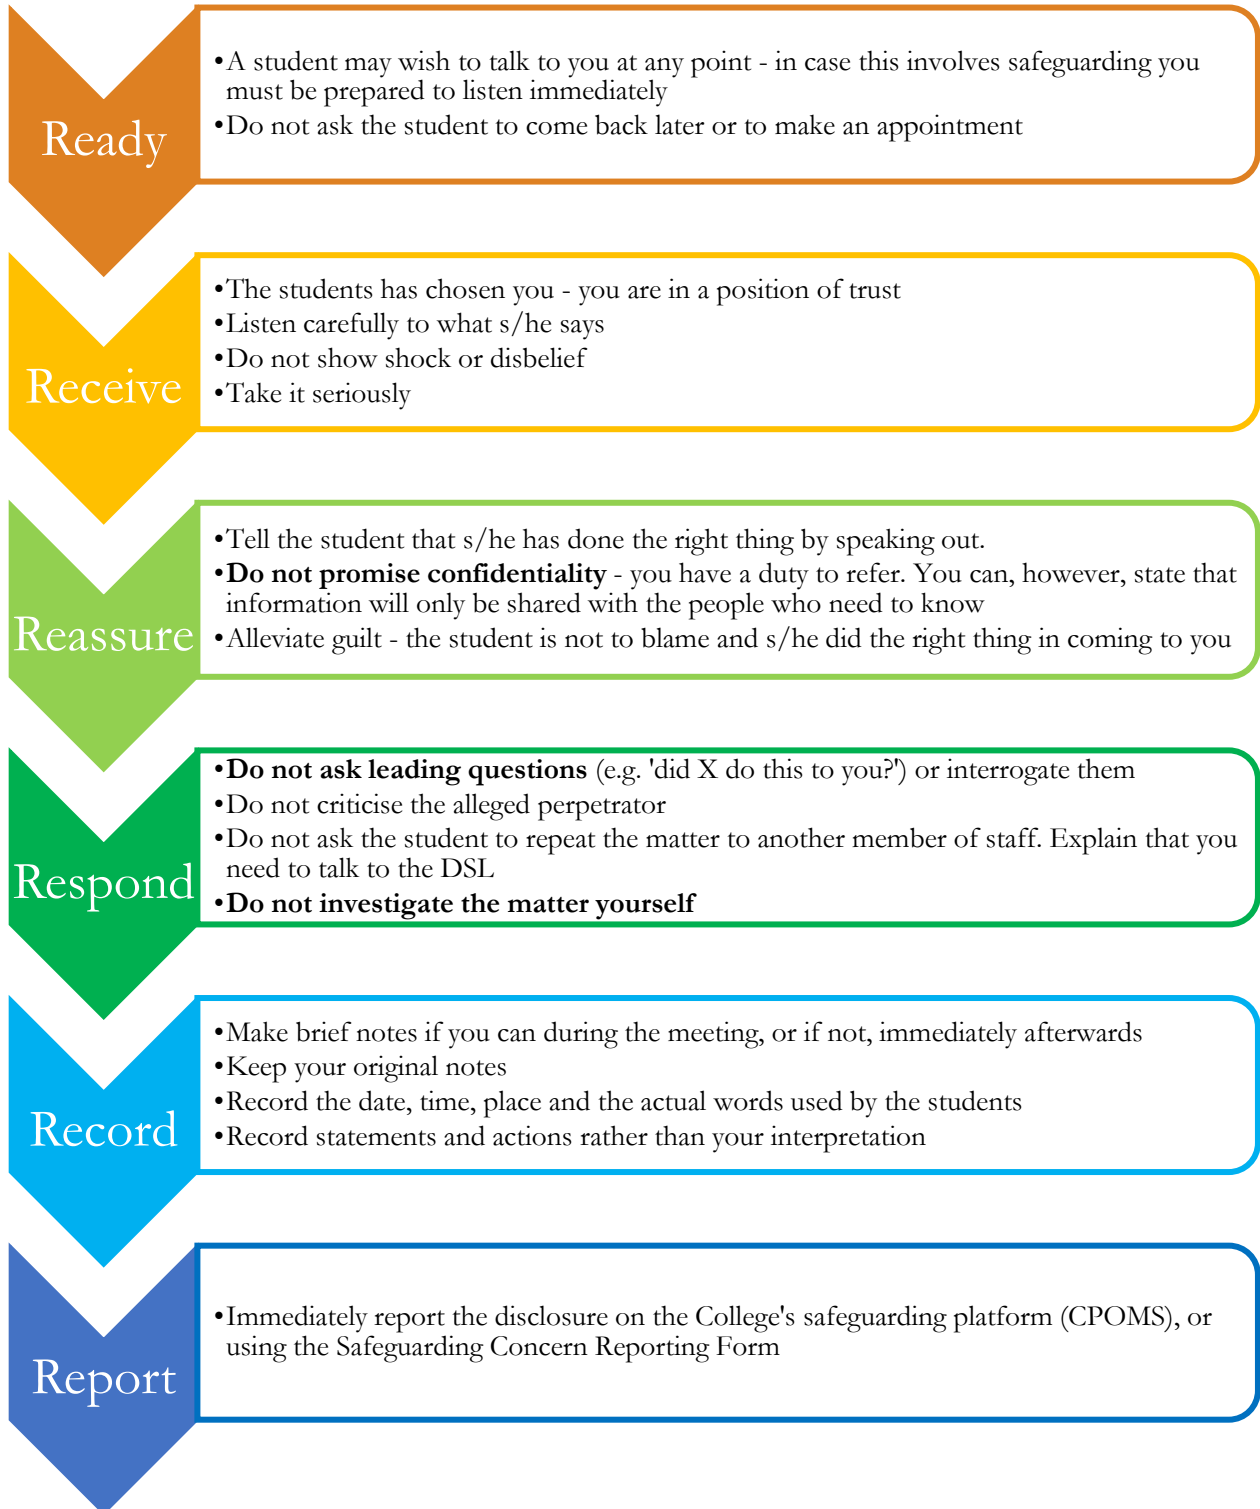 Ready
•A student may wish to talk to you at any point - in case this involves safeguarding you
must be prepared to listen immediately
•Do not ask the student to come back later or to make an appointment
Receive
•The students has chosen you - you are in a position of trust
•Listen carefully to what s/he says
•Do not show shock or disbelief
•Take it seriously
Reassure
•Tell the student that s/he has done the right thing by speaking out.
•Do not promise confidentiality - you have a duty to refer. You can, however, state that
information will only be shared with the people who need to know
•Alleviate guilt - the student is not to blame and s/he did the right thing in coming to you
Respond
•Do not ask leading questions (e.g. 'did X do this to you?') or interrogate them
•Do not criticise the alleged perpetrator
•Do not ask the student to repeat the matter to another member of staff. Explain that you
need to talk to the DSL
•Do not investigate the matter yourself
Record
•Make brief notes if you can during the meeting, or if not, immediately afterwards
•Keep your original notes
•Record the date, time, place and the actual words used by the students
•Record statements and actions rather than your interpretation
Report
•Immediately report the disclosure on the College's safeguarding platform (CPOMS), or
using the Safeguarding Concern Reporting Form